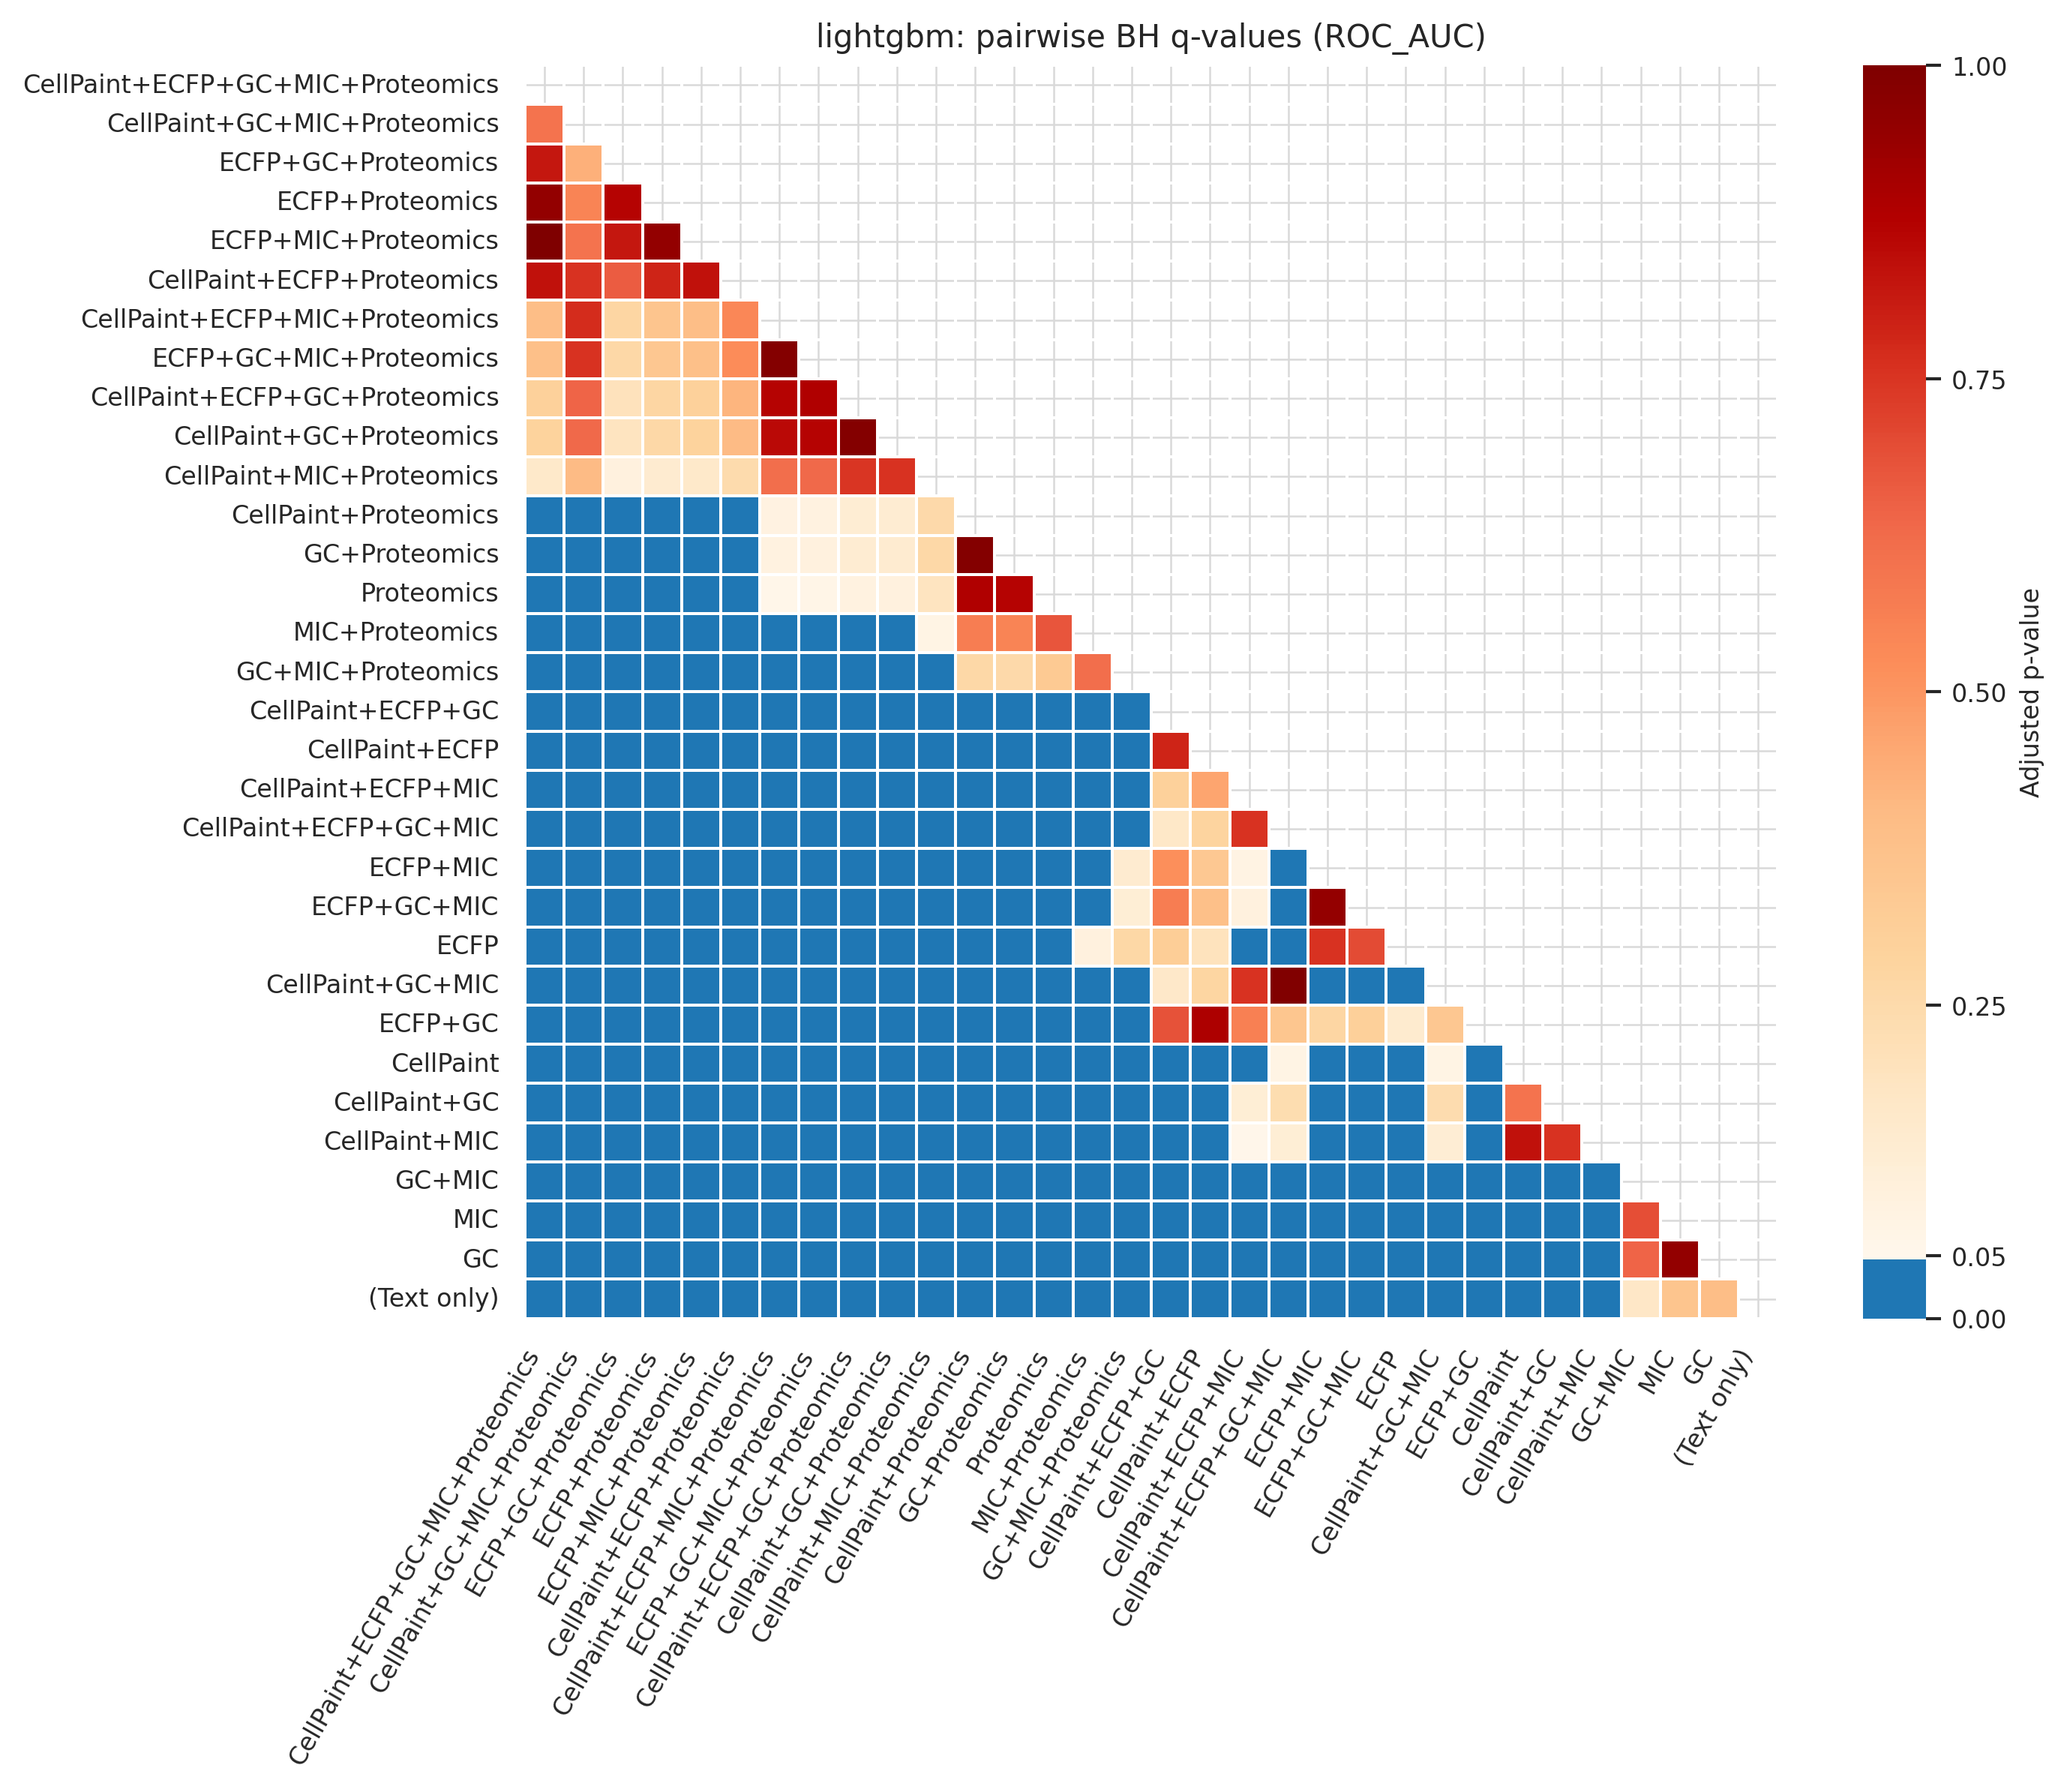 lightgbm: pairwise BH q-values (ROC_AUC)
CellPaint+ECFP+GC+MIC+Proteomics
CellPaint+GC+MIC+Proteomics
ECFP+GC+Proteomics
ECFP+Proteomics
ECFP+MIC+Proteomics
CellPaint+ECFP+Proteomics
CellPaint+ECFP+MIC+Proteomics
ECFP+GC+MIC+Proteomics
CellPaint+ECFP+GC+Proteomics
CellPaint+GC+Proteomics
CellPaint+MIC+Proteomics
CellPaint+Proteomics
GC+Proteomics
Proteomics
MIC+Proteomics
GC+MIC+Proteomics
CellPaint+ECFP+GC
CellPaint+ECFP
CellPaint+ECFP+MIC
CellPaint+ECFP+GC+MIC
ECFP+MIC
ECFP+GC+MIC
ECFP
CellPaint+GC+MIC
ECFP+GC
CellPaint
CellPaint+GC
CellPaint+MIC
GC+MIC
MIC
GC
(Text only)
CellPaint+ECFP+GC+MIC+Proteomics
CellPaint+GC+MIC+Proteomics
ECFP+GC+Proteomics
ECFP+Proteomics
ECFP+MIC+Proteomics
CellPaint+ECFP+Proteomics
CellPaint+ECFP+MIC+Proteomics
ECFP+GC+MIC+Proteomics
CellPaint+ECFP+GC+Proteomics
CellPaint+GC+Proteomics
CellPaint+MIC+Proteomics
CellPaint+Proteomics
GC+Proteomics
Proteomics
MIC+Proteomics
GC+MIC+Proteomics
CellPaint+ECFP+GC
CellPaint+ECFP
CellPaint+ECFP+MIC
CellPaint+ECFP+GC+MIC
ECFP+MIC
ECFP+GC+MIC
ECFP
CellPaint+GC+MIC
ECFP+GC
CellPaint
CellPaint+GC
CellPaint+MIC
GC+MIC
MIC
GC
(Text only)
1.00
0.75
0.50
0.25
0.05
0.00
Adjusted p-value